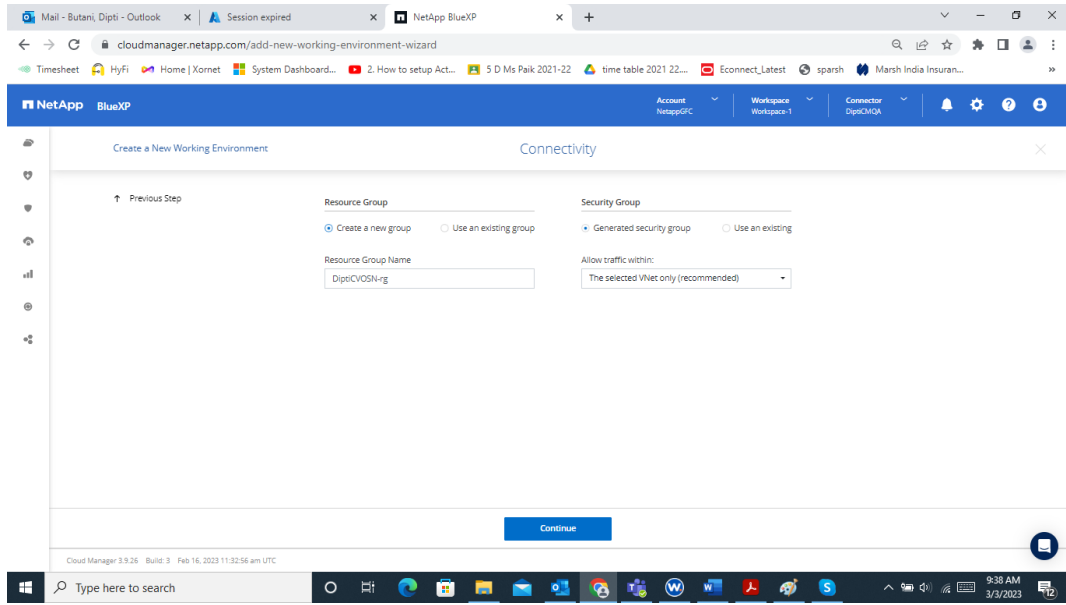 Mail - Butani, Dipti - Outlook
Session expired
NetApp BlueXP
cloudmanager.netapp.com/add-new-working-environment-wizard
Timesheet HyFi Home | Xornet System Dashboard... 2. How to setup Act... 5 D Ms Paik 2021-22 time table 2021 22.... Econnect_Latest sparsh Marsh India Insuran... »
NetApp BlueXP
Account
NetappGFC
Workspace
Workspace-1
Connector
DiptiCMQA
Create a New Working Environment
Connectivity
↑ Previous Step
Resource Group
Create a new group Use an existing group
Resource Group Name
DiptiCVOSN-rg
Security Group
Generated security group Use an existing
Allow traffic within:
The selected VNet only (recommended)
Continue
Cloud Manager 3.9.26 Build: 3 Feb 16, 2023 11:32:56 am UTC
Type here to search
9:38 AM
3/3/2023
12